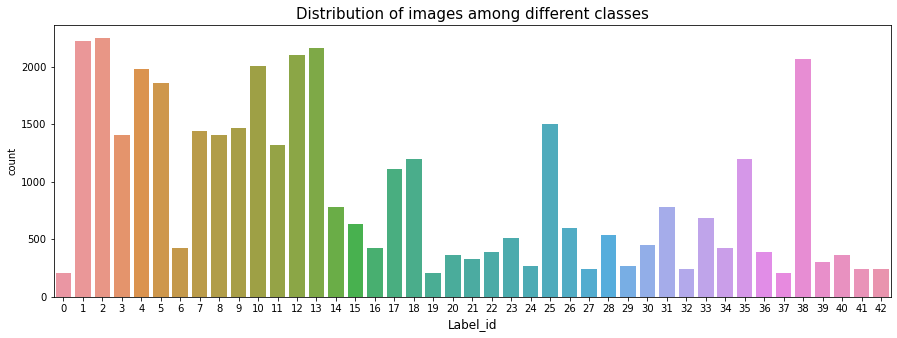 Distribution of images among different classes
count
2000
1500
1000
500
0
0 1 2 3 4 5 6 7 8 9 10 11 12 13 14 15 16 17 18 19 20 21 22 23 24 25 26 27 28 29 30 31 32 33 34 35 36 37 38 39 40 41 42
Label_id